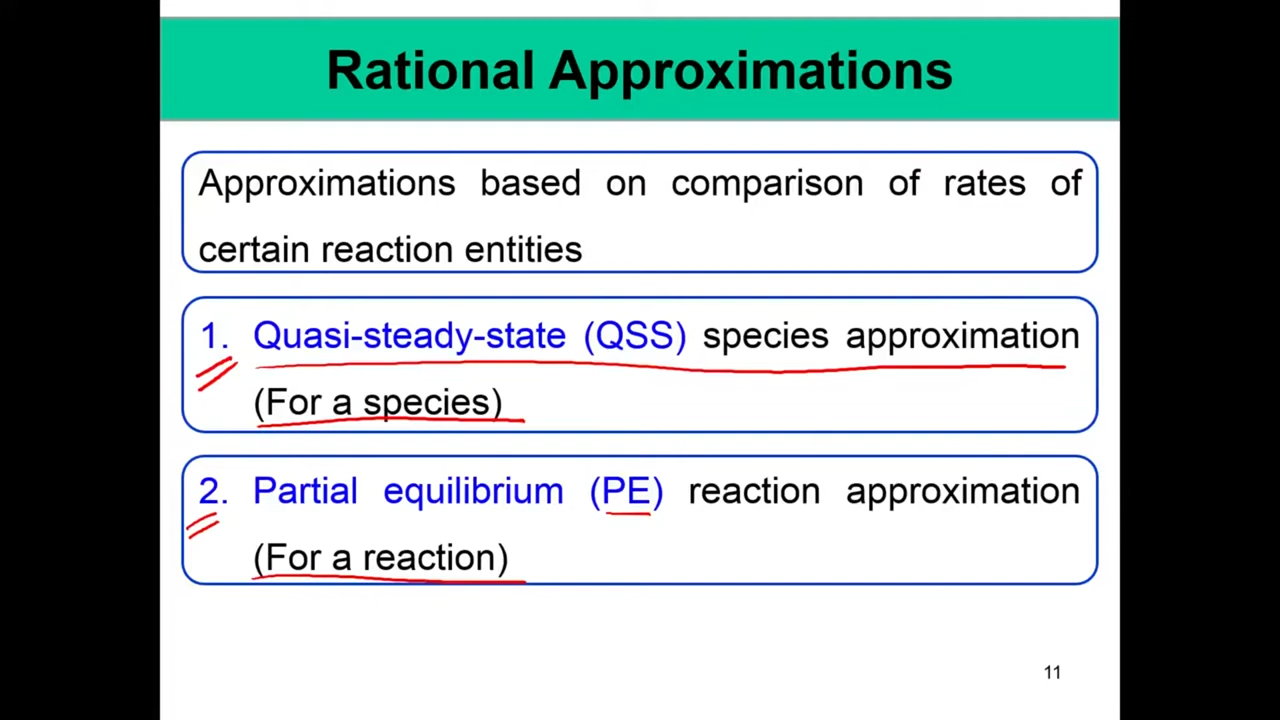 Rational Approximations
Approximations based on comparison of rates of
certain reaction entities
1. Quasi-steady-state (QSS) species approximation
(For a species)
2. Partial equilibrium (PE) reaction approximation
(For a reaction)
11